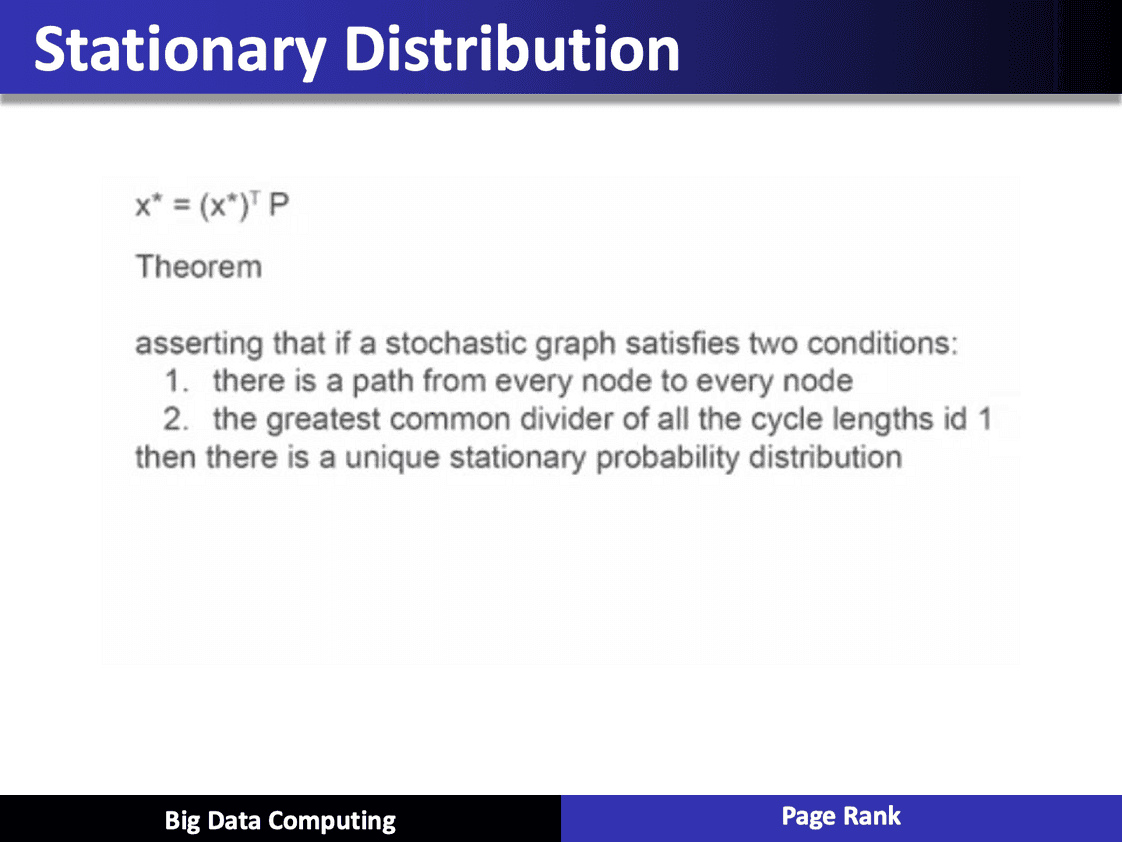 Stationary Distribution
x* = (x*)ᵀ P
Theorem
asserting that if a stochastic graph satisfies two conditions:
1. there is a path from every node to every node
2. the greatest common divider of all the cycle lengths id 1
then there is a unique stationary probability distribution
Big Data Computing
Page Rank